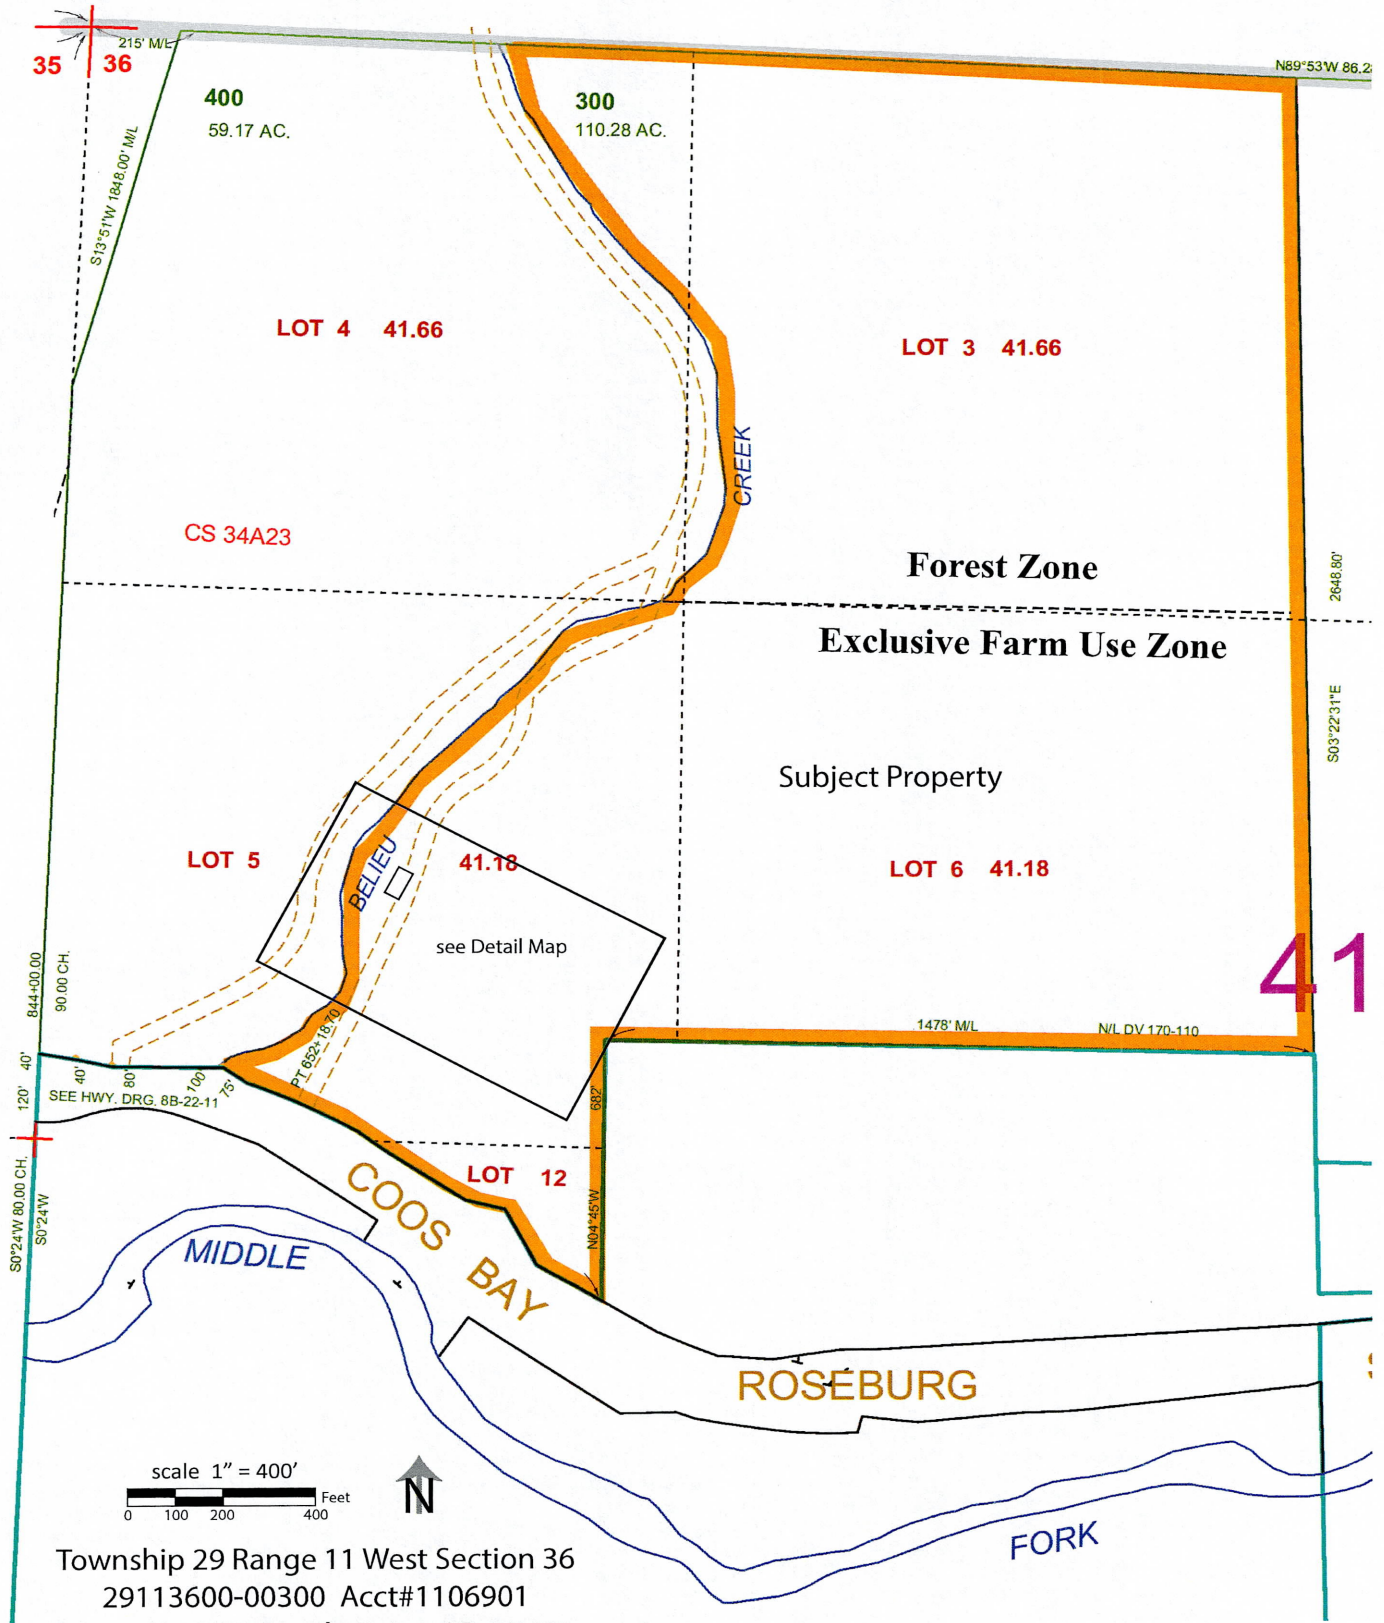 215' M/L
N89°53'W 86.2
35 36
400
59.17 AC.
300
110.28 AC.
S13°51'W 1848.00' M/L
LOT 4 41.66
LOT 3 41.66
CREEK
CS 34A23
Forest Zone
2648.80'
Exclusive Farm Use Zone
S03°22'31"E
Subject Property
LOT 5
41.18
LOT 6 41.18
BELIEU
see Detail Map
41
844+00.00
90.00 CH.
1478' M/L
N/L DV 170-110
PT 652+18.70
40'
120'
40'
80'
100'
75'
682'
SEE HWY. DRG. 8B-22-11
LOT 12
N04°45'W
S0°24'W 80.00 CH.
S0°24'W
COOS BAY
MIDDLE
ROSEBURG
scale 1" = 400'
Feet
0 100 200 400
N
FORK
Township 29 Range 11 West Section 36
29113600-00300 Acct#1106901